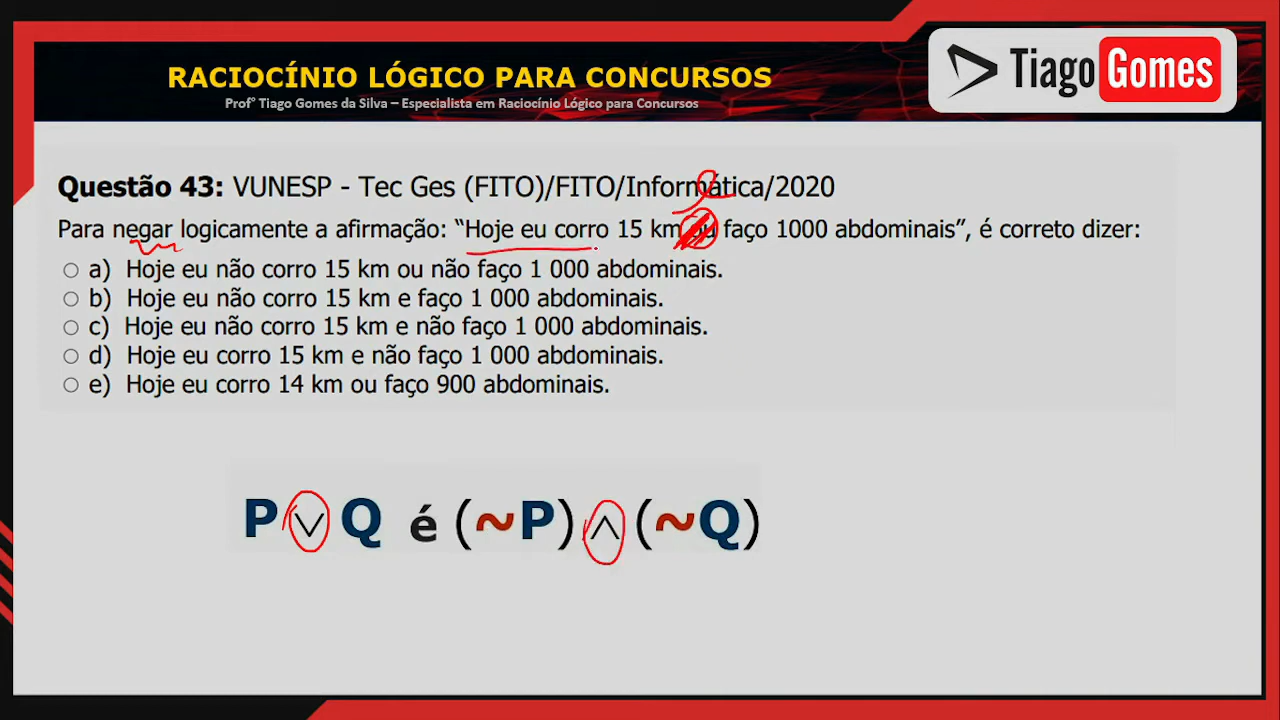 RACIOCÍNIO LÓGICO PARA CONCURSOS
Prof° Tiago Gomes da Silva – Especialista em Raciocínio Lógico para Concursos
Tiago Gomes
Questão 43: VUNESP - Tec Ges (FITO)/FITO/Informática/2020
Para negar logicamente a afirmação: “Hoje eu corro 15 km ou faço 1000 abdominais”, é correto dizer:
a) Hoje eu não corro 15 km ou não faço 1 000 abdominais.
b) Hoje eu não corro 15 km e faço 1 000 abdominais.
c) Hoje eu não corro 15 km e não faço 1 000 abdominais.
d) Hoje eu corro 15 km e não faço 1 000 abdominais.
e) Hoje eu corro 14 km ou faço 900 abdominais.
P ∨ Q é (~P) ∧ (~Q)